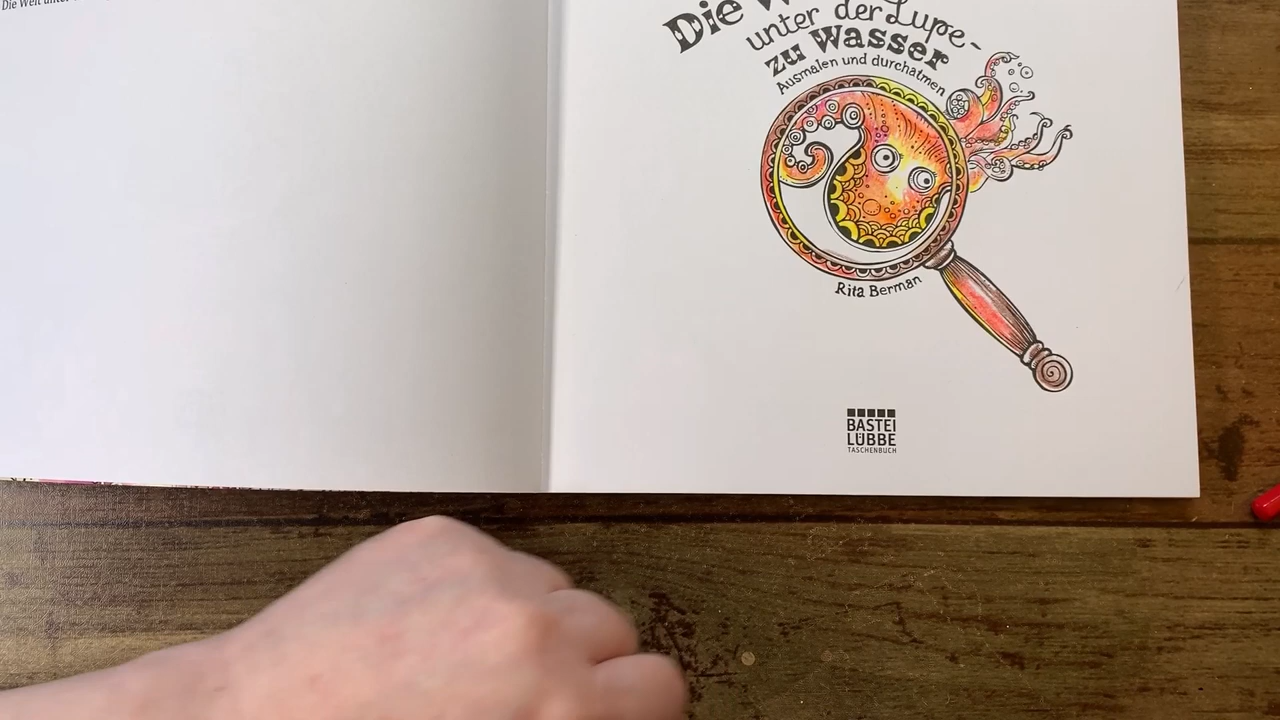 Die Welt unter
Die
unter der Lupe-
zu Wasser
Ausmalen und durchatmen
Rita Berman
BASTEI
LÜBBE
TASCHENBUCH